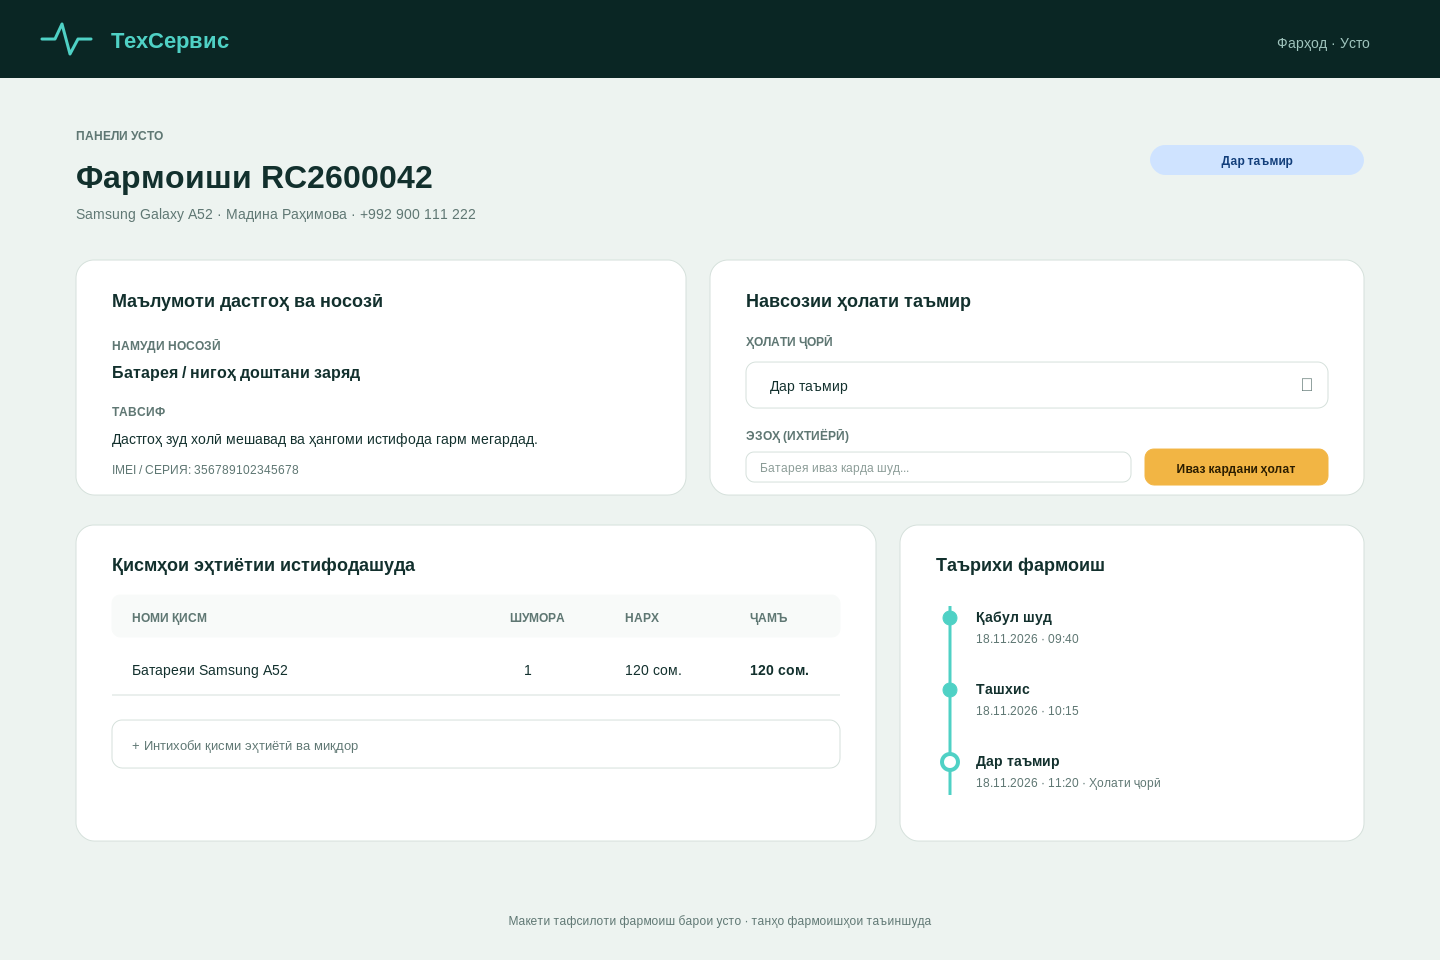 ТехСервис
Фарҳод · Усто
ПАНЕЛИ УСТО
Фармоиши RC2600042
Дар таъмир
Samsung Galaxy A52 · Мадина Раҳимова · +992 900 111 222
Маълумоти дастгоҳ ва носозӣ
НАМУДИ НОСОЗӢ
Батарея / нигоҳ доштани заряд
ТАВСИФ
Дастгоҳ зуд холӣ мешавад ва ҳангоми истифода гарм мегардад.
IMEI / СЕРИЯ: 356789102345678
Навсозии ҳолати таъмир
ҲОЛАТИ ҶОРӢ
Дар таъмир
ЭЗОҲ (ИХТИЁРӢ)
Батарея иваз карда шуд...
Иваз кардани ҳолат
Қисмҳои эҳтиётии истифодашуда
НОМИ ҚИСМ ШУМОРА НАРХ ҶАМЪ
Батареяи Samsung A52 1 120 сом. 120 сом.
+ Интихоби қисми эҳтиётӣ ва миқдор
Таърихи фармоиш
Қабул шуд
18.11.2026 · 09:40
Ташхис
18.11.2026 · 10:15
Дар таъмир
18.11.2026 · 11:20 · Ҳолати ҷорӣ
Макети тафсилоти фармоиш барои усто · танҳо фармоишҳои таъиншуда